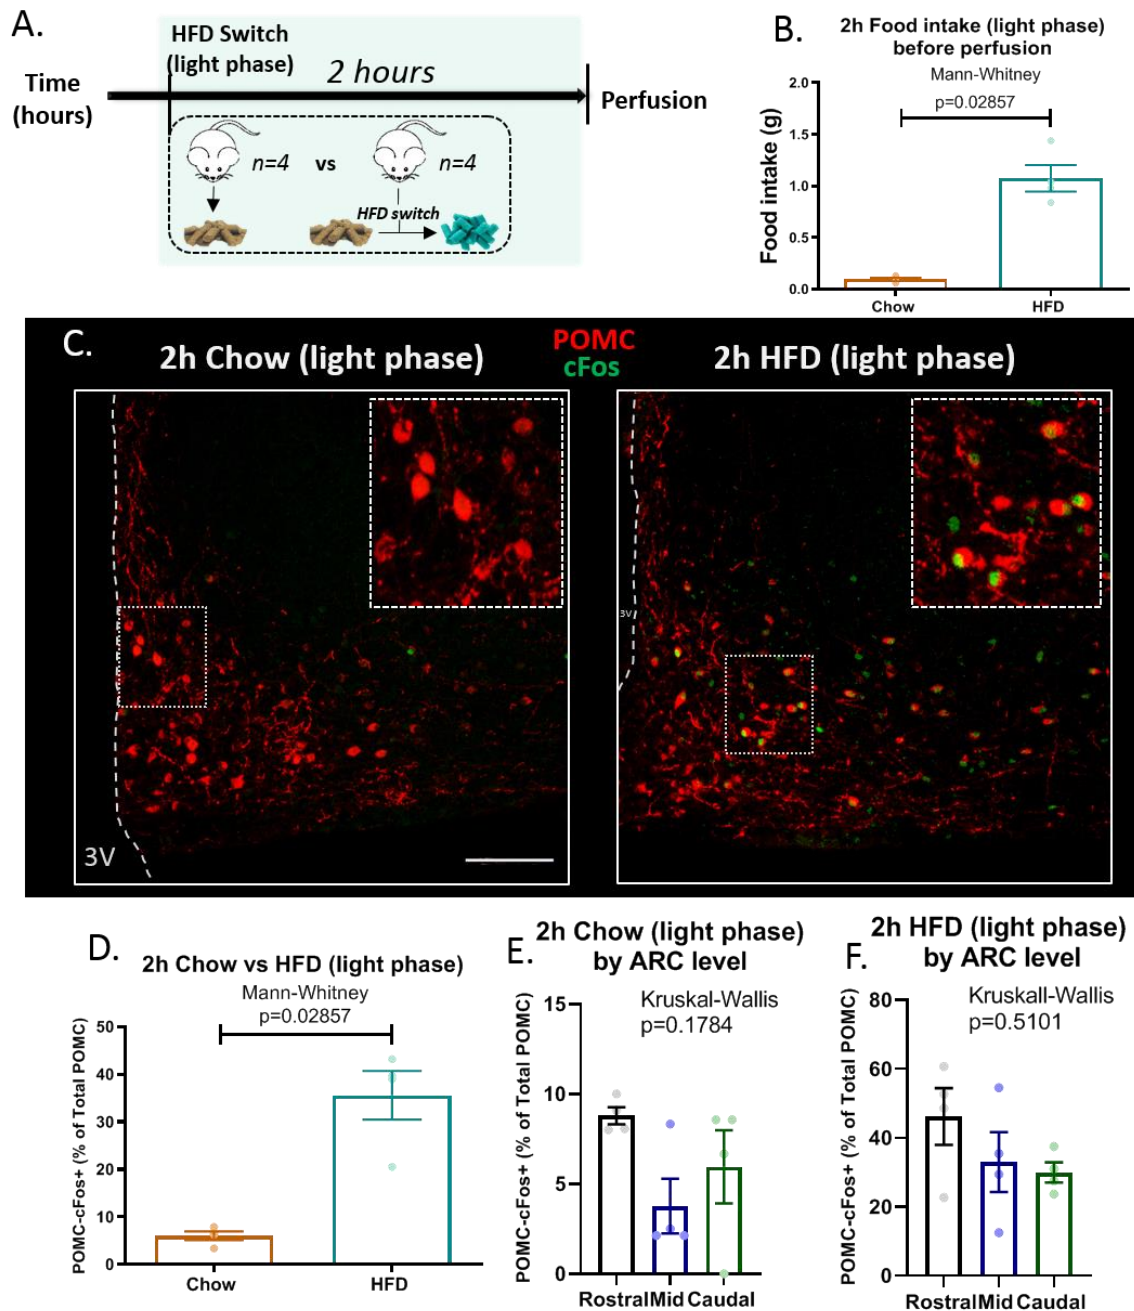 A.
HFD Switch
(light phase)
2 hours
Time
(hours)
Perfusion
n=4
vs
n=4
HFD switch
B.
2h Food intake (light phase)
before perfusion
Mann-Whitney
p=0.02857
Food intake (g)
2.0
1.5
1.0
0.5
0.0
Chow
HFD
C.
2h Chow (light phase)
POMC
cFos
2h HFD (light phase)
3V
3V
D.
2h Chow vs HFD (light phase)
Mann-Whitney
p=0.02857
POMC-cFos+ (% of Total POMC)
50
40
30
20
10
0
Chow
HFD
E.
2h Chow (light phase)
by ARC level
Kruskal-Wallis
p=0.1784
POMC-cFos+ (% of Total POMC)
15
10
5
0
Rostral
Mid
Caudal
F.
2h HFD (light phase)
by ARC level
Kruskall-Wallis
p=0.5101
POMC-cFos+ (% of Total POMC)
80
60
40
20
0
Rostral
Mid
Caudal